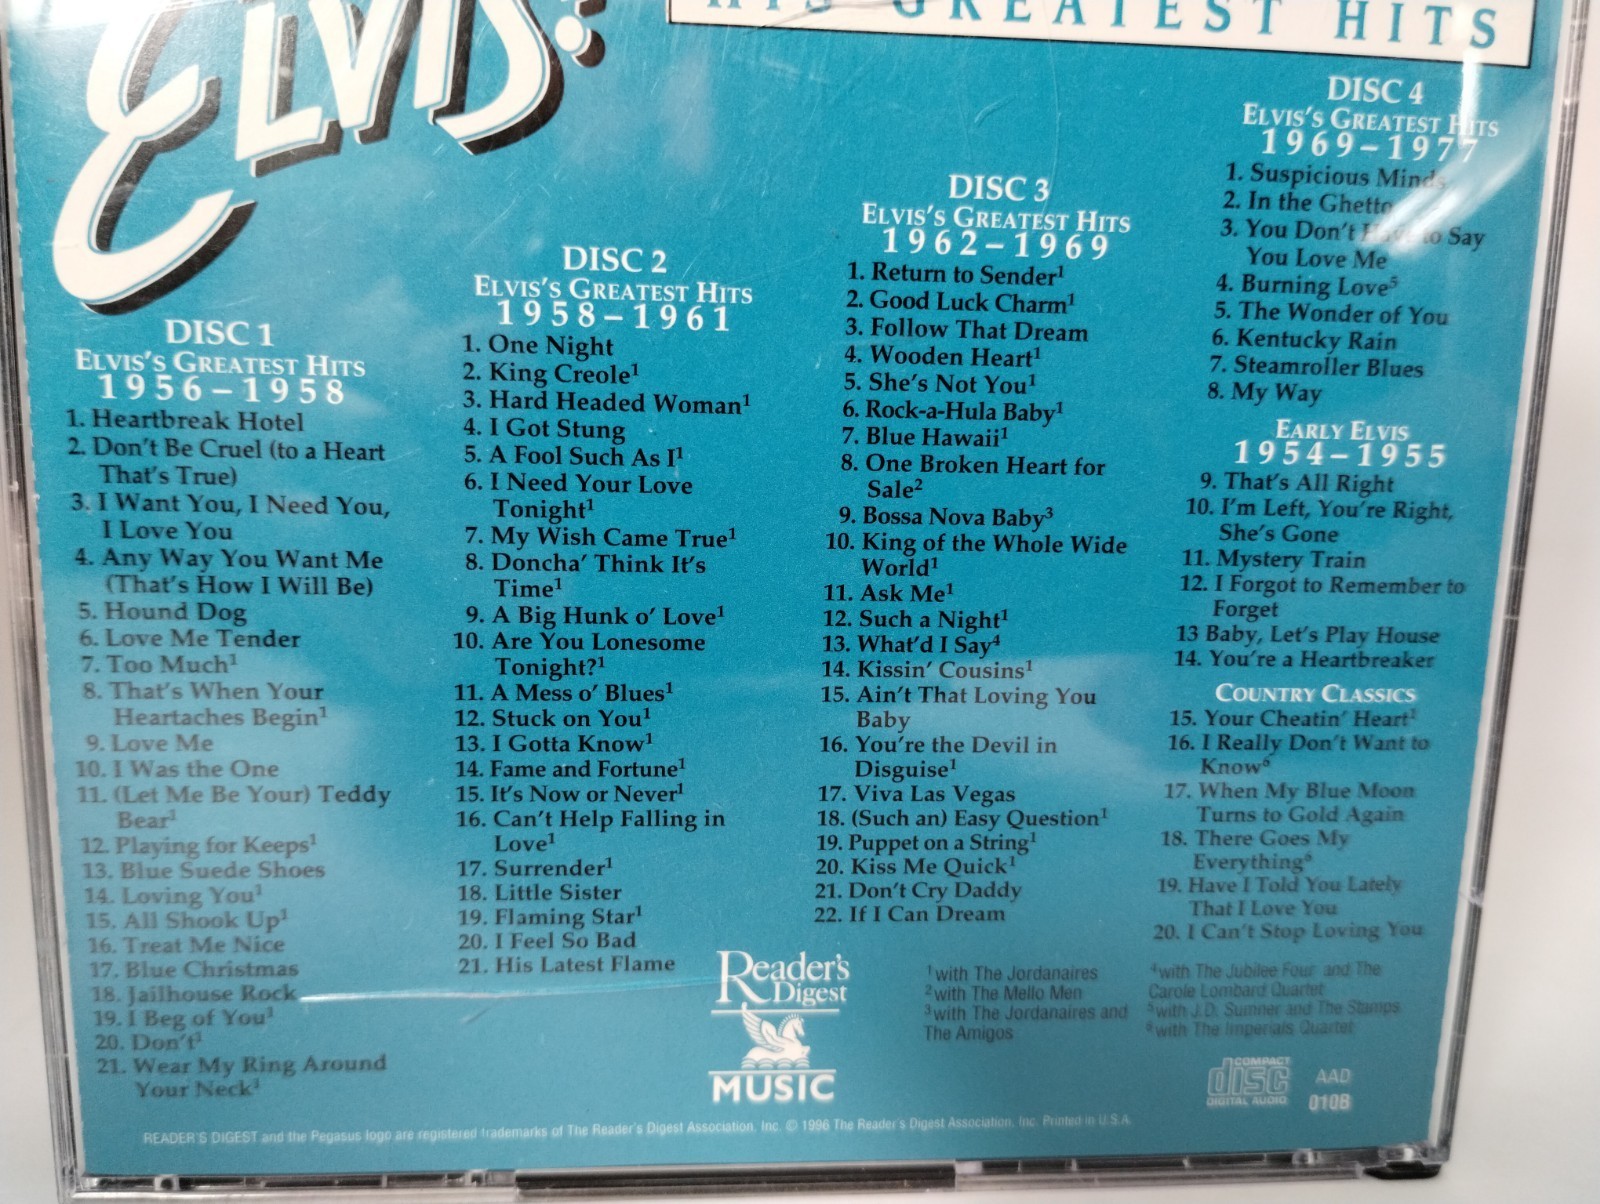 ELVIS:
HIS GREATEST HITS
DISC 1
ELVIS'S GREATEST HITS
1956–1958
1. Heartbreak Hotel
2. Don't Be Cruel (to a Heart
That's True)
3. I Want You, I Need You,
I Love You
4. Any Way You Want Me
(That's How I Will Be)
5. Hound Dog
6. Love Me Tender
7. Too Much¹
8. That's When Your
Heartaches Begin¹
9. Love Me
10. I Was the One
11. (Let Me Be Your) Teddy
Bear¹
12. Playing for Keeps¹
13. Blue Suede Shoes
14. Loving You¹
15. All Shook Up¹
16. Treat Me Nice
17. Blue Christmas
18. Jailhouse Rock
19. I Beg of You¹
20. Don't¹
21. Wear My Ring Around
Your Neck¹
DISC 2
ELVIS'S GREATEST HITS
1958–1961
1. One Night
2. King Creole¹
3. Hard Headed Woman¹
4. I Got Stung
5. A Fool Such As I¹
6. I Need Your Love
Tonight¹
7. My Wish Came True¹
8. Doncha' Think It's
Time¹
9. A Big Hunk o' Love¹
10. Are You Lonesome
Tonight?¹
11. A Mess o' Blues¹
12. Stuck on You¹
13. I Gotta Know¹
14. Fame and Fortune¹
15. It's Now or Never¹
16. Can't Help Falling in
Love¹
17. Surrender¹
18. Little Sister
19. Flaming Star¹
20. I Feel So Bad
21. His Latest Flame
DISC 3
ELVIS'S GREATEST HITS
1962–1969
1. Return to Sender¹
2. Good Luck Charm¹
3. Follow That Dream
4. Wooden Heart¹
5. She's Not You¹
6. Rock-a-Hula Baby¹
7. Blue Hawaii¹
8. One Broken Heart for
Sale²
9. Bossa Nova Baby³
10. King of the Whole Wide
World¹
11. Ask Me¹
12. Such a Night¹
13. What'd I Say⁴
14. Kissin' Cousins¹
15. Ain't That Loving You
Baby
16. You're the Devil in
Disguise¹
17. Viva Las Vegas
18. (Such an) Easy Question¹
19. Puppet on a String¹
20. Kiss Me Quick¹
21. Don't Cry Daddy
22. If I Can Dream
DISC 4
ELVIS'S GREATEST HITS
1969–1977
1. Suspicious Minds
2. In the Ghetto
3. You Don't Have to Say
You Love Me
4. Burning Love⁵
5. The Wonder of You
6. Kentucky Rain
7. Steamroller Blues
8. My Way
EARLY ELVIS
1954–1955
9. That's All Right
10. I'm Left, You're Right,
She's Gone
11. Mystery Train
12. I Forgot to Remember to
Forget
13 Baby, Let's Play House
14. You're a Heartbreaker
COUNTRY CLASSICS
15. Your Cheatin' Heart¹
16. I Really Don't Want to
Know⁶
17. When My Blue Moon
Turns to Gold Again
18. There Goes My
Everything⁶
19. Have I Told You Lately
That I Love You
20. I Can't Stop Loving You
Reader's
Digest
MUSIC
¹with The Jordanaires
²with The Mello Men
³with The Jordanaires and
The Amigos
⁴with The Jubilee Four and The
Carole Lombard Quartet
⁵with J.D. Sumner and The Stamps
⁶with The Imperials Quartet
COMPACT
disc
DIGITAL AUDIO
AAD
010B
READER'S DIGEST and the Pegasus logo are registered trademarks of The Reader's Digest Association, Inc. © 1996 The Reader's Digest Association, Inc. Printed in U.S.A.